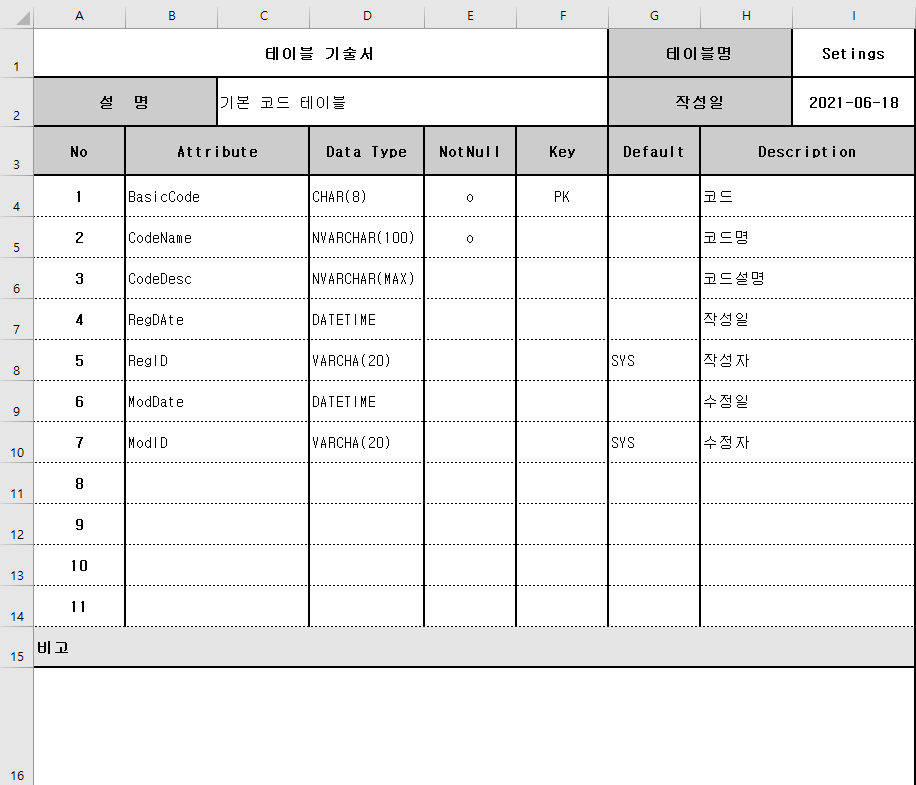 A B C D E F G H I
1 테이블 기술서 테이블명 Setings
2 설 명 기본 코드 테이블 작성일 2021-06-18
3 No Attribute Data Type NotNull Key Default Description
4 1 BasicCode CHAR(8) o PK 코드
5 2 CodeName NVARCHAR(100) o 코드명
6 3 CodeDesc NVARCHAR(MAX) 코드설명
7 4 RegDAte DATETIME 작성일
8 5 RegID VARCHA(20) SYS 작성자
9 6 ModDate DATETIME 수정일
10 7 ModID VARCHA(20) SYS 수정자
11 8
12 9
13 10
14 11
15 비고
16